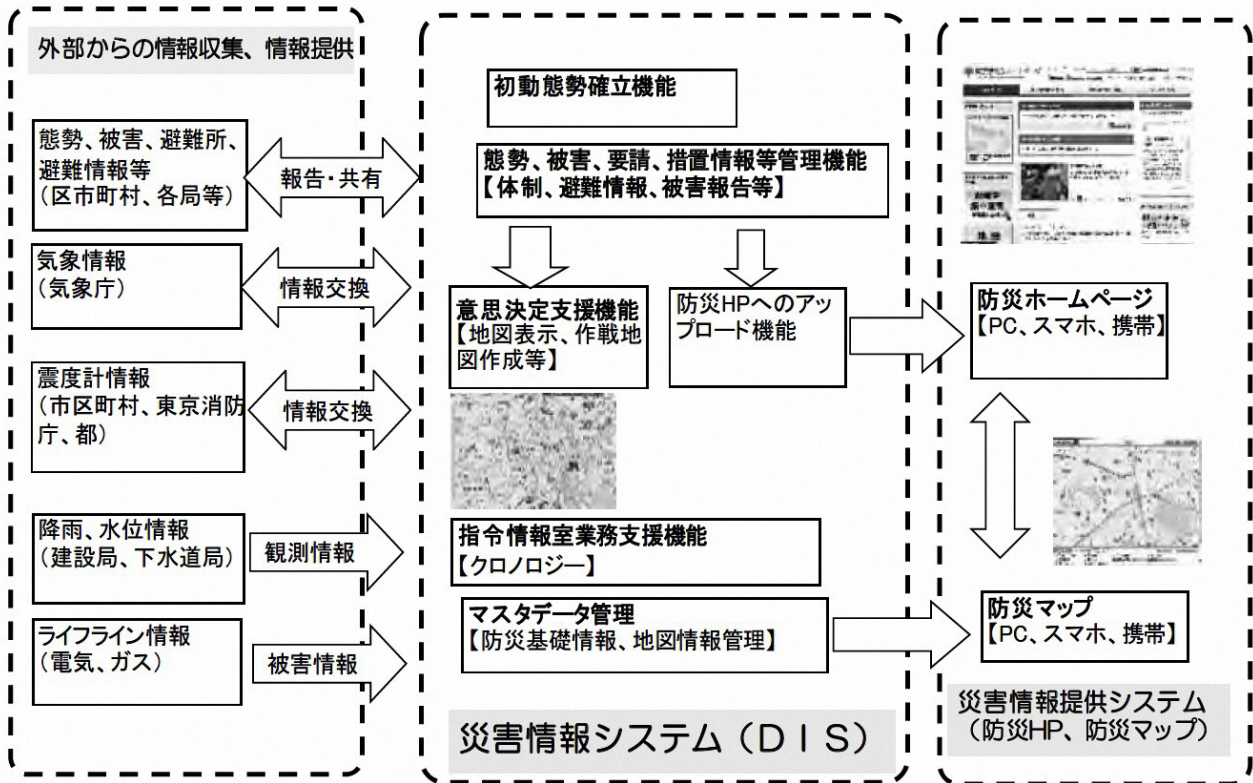 外部からの情報収集、情報提供
態勢、被害、避難所、
避難情報等
（区市町村、各局等）
報告・共有
気象情報
（気象庁）
情報交換
震度計情報
（市区町村、東京消防
庁、都）
情報交換
降雨、水位情報
（建設局、下水道局）
観測情報
ライフライン情報
（電気、ガス）
被害情報
初動態勢確立機能
態勢、被害、要請、措置情報等管理機能
【体制、避難情報、被害報告等】
意思決定支援機能
【地図表示、作戦地
図作成等】
防災HPへのアッ
プロード機能
指令情報室業務支援機能
【クロノロジー】
マスタデータ管理
【防災基礎情報、地図情報管理】
災害情報システム（ＤＩＳ）
防災ホームページ
【PC、スマホ、携帯】
防災マップ
【PC、スマホ、携帯】
災害情報提供システム
（防災HP、防災マップ）